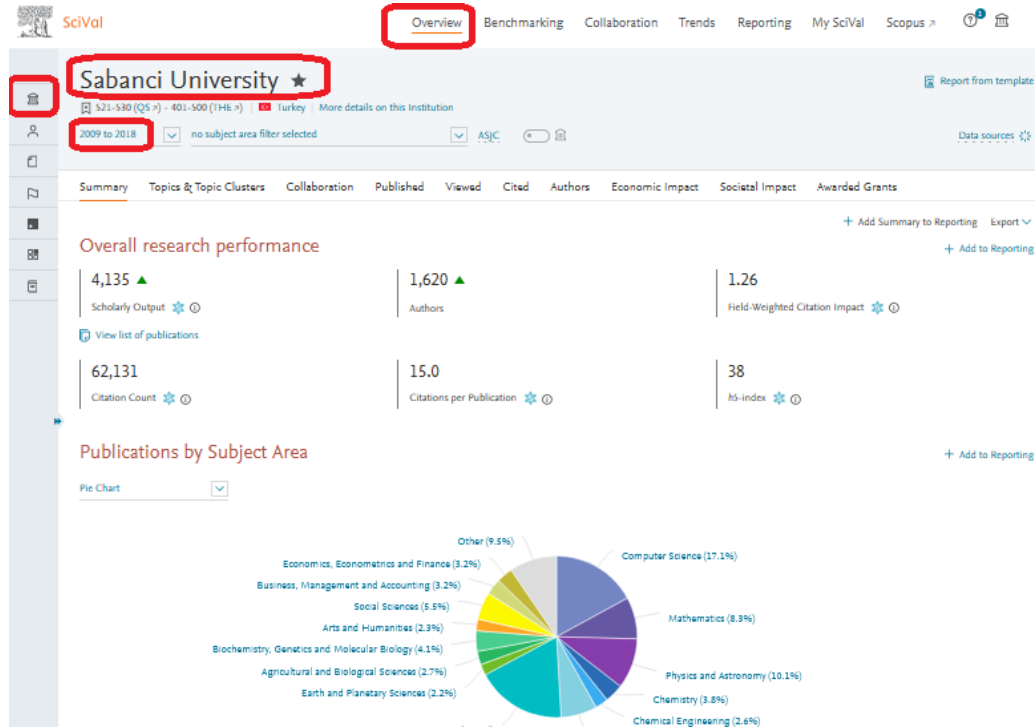 SciVal
Overview Benchmarking Collaboration Trends Reporting My SciVal Scopus ↗ 1
Sabanci University ★
Report from template
521-530 (QS ↗) - 401-500 (THE ↗) | Turkey | More details on this Institution
2009 to 2018 no subject area filter selected ASJC
Data sources
Summary Topics & Topic Clusters Collaboration Published Viewed Cited Authors Economic Impact Societal Impact Awarded Grants
+ Add Summary to Reporting Export
Overall research performance
+ Add to Reporting
4,135 ▲ 1,620 ▲ 1.26
Scholarly Output Authors Field-Weighted Citation Impact
View list of publications
62,131 15.0 38
Citation Count Citations per Publication h5-index
Publications by Subject Area
+ Add to Reporting
Pie Chart
Other (9.5%)
Computer Science (17.1%)
Economics, Econometrics and Finance (3.2%)
Business, Management and Accounting (3.2%)
Social Sciences (5.5%)
Mathematics (8.3%)
Arts and Humanities (2.3%)
Biochemistry, Genetics and Molecular Biology (4.1%)
Agricultural and Biological Sciences (2.7%)
Physics and Astronomy (10.1%)
Earth and Planetary Sciences (2.2%)
Chemistry (3.8%)
Chemical Engineering (2.6%)